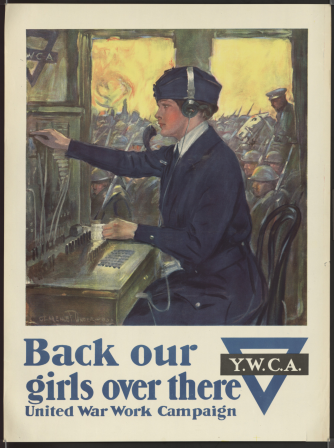 Y
W.C.A
Back our
girls over there
Y.W.C.A.
United War Work Campaign